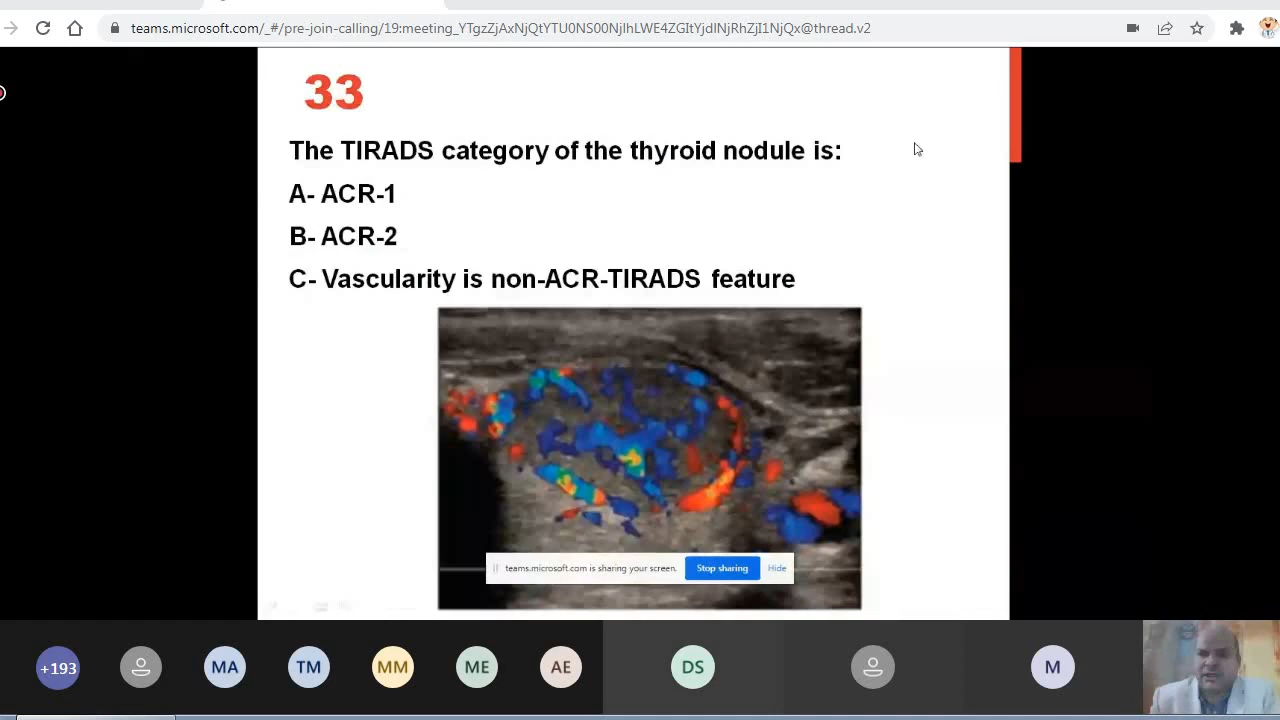 teams.microsoft.com/_#/pre-join-calling/19:meeting_YTgzZjAxNjQtYTU0NS00NjIhLWE4ZGItYjdlNjRhZjI1NjQx@thread.v2
33
The TIRADS category of the thyroid nodule is:
A- ACR-1
B- ACR-2
C- Vascularity is non-ACR-TIRADS feature
teams.microsoft.com is sharing your screen.
Stop sharing
Hide
+193
MA
TM
MM
ME
AE
DS
M